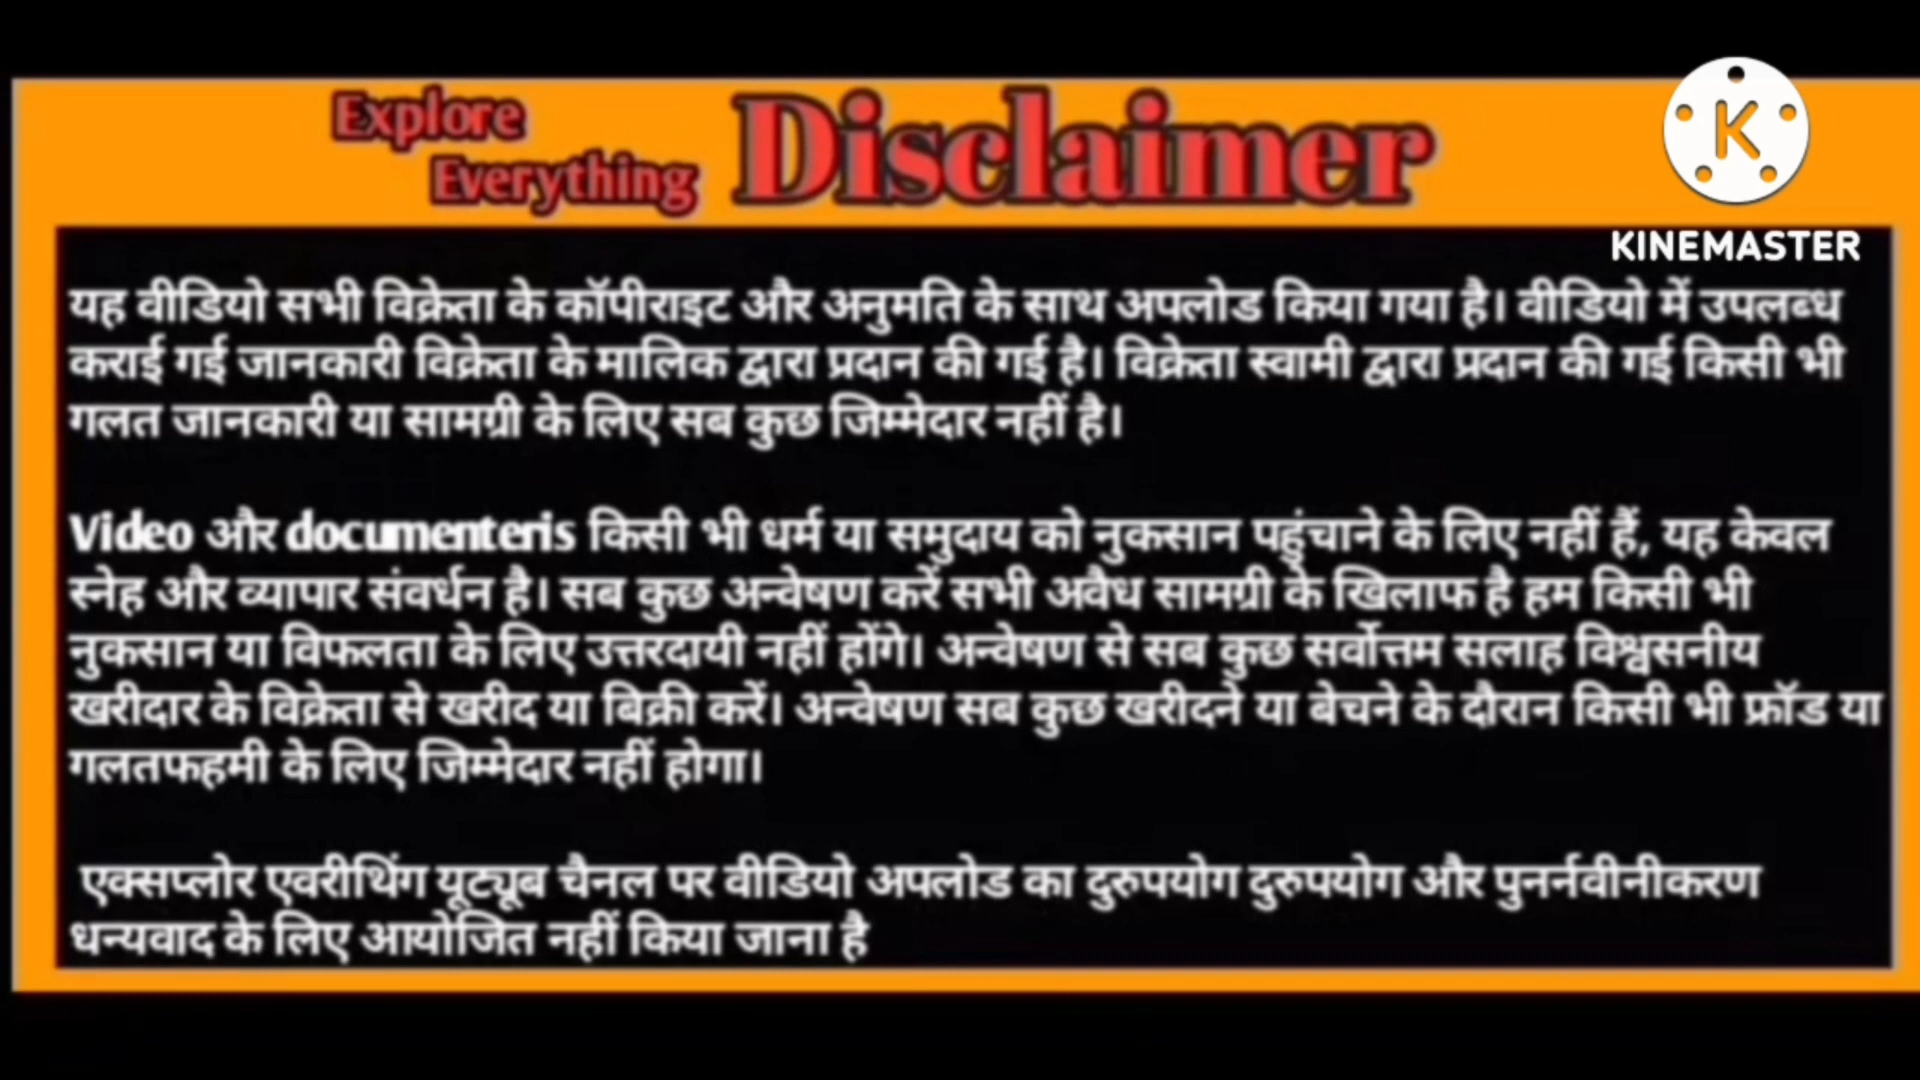 Explore
Everything
Disclaimer
KINEMASTER
यह वीडियो सभी विक्रेता के कॉपीराइट और अनुमति के साथ अपलोड किया गया है। वीडियो में उपलब्ध
कराई गई जानकारी विक्रेता के मालिक द्वारा प्रदान की गई है। विक्रेता स्वामी द्वारा प्रदान की गई किसी भी
गलत जानकारी या सामग्री के लिए सब कुछ जिम्मेदार नहीं है।
Video और documenteris किसी भी धर्म या समुदाय को नुकसान पहुंचाने के लिए नहीं हैं, यह केवल
स्नेह और व्यापार संवर्धन है। सब कुछ अन्वेषण करें सभी अवैध सामग्री के खिलाफ है हम किसी भी
नुकसान या विफलता के लिए उत्तरदायी नहीं होंगे। अन्वेषण से सब कुछ सर्वोत्तम सलाह विश्वसनीय
खरीदार के विक्रेता से खरीद या बिक्री करें। अन्वेषण सब कुछ खरीदने या बेचने के दौरान किसी भी फ्रॉड या
गलतफहमी के लिए जिम्मेदार नहीं होगा।
एक्सप्लोर एवरीथिंग यूट्यूब चैनल पर वीडियो अपलोड का दुरुपयोग दुरुपयोग और पुनर्नवीनीकरण
धन्यवाद के लिए आयोजित नहीं किया जाना है